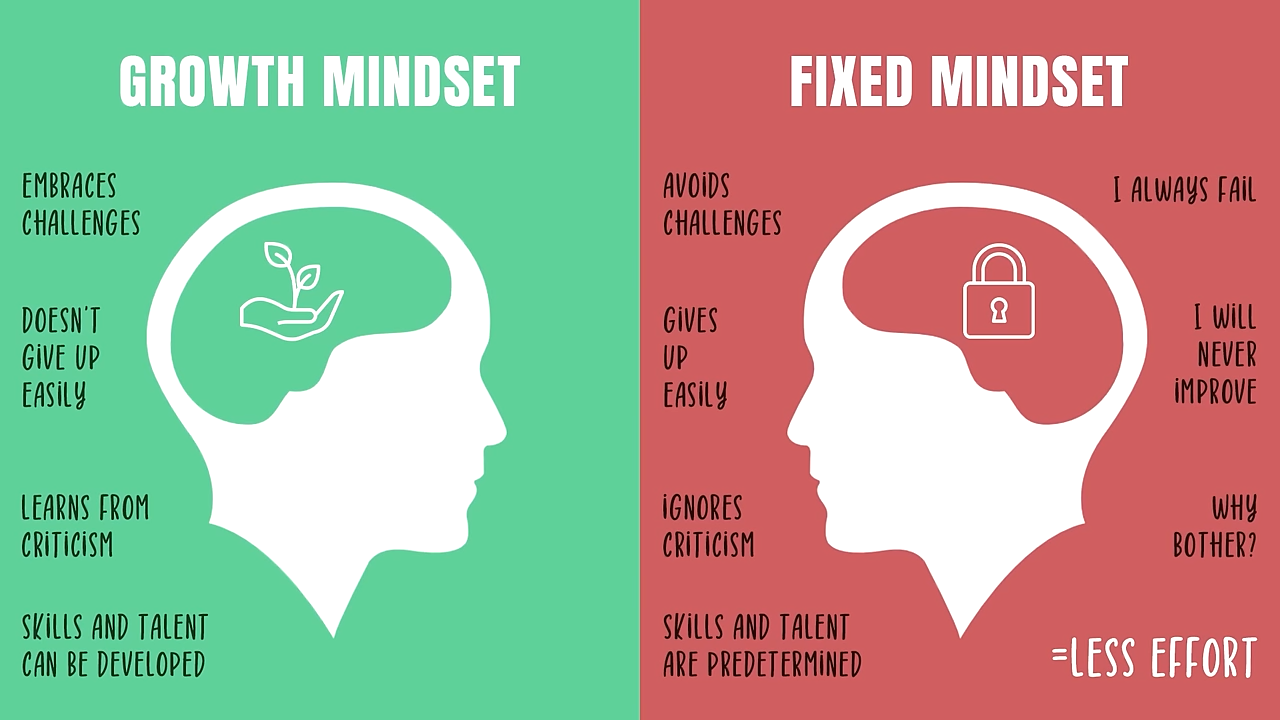 GROWTH MINDSET
EMBRACES
CHALLENGES
DOESN'T
GIVE UP
EASILY
LEARNS FROM
CRITICISM
SKILLS AND TALENT
CAN BE DEVELOPED
FIXED MINDSET
AVOIDS
CHALLENGES
GIVES
UP
EASILY
IGNORES
CRITICISM
SKILLS AND TALENT
ARE PREDETERMINED
I ALWAYS FAIL
I WILL
NEVER
IMPROVE
WHY
BOTHER?
=LESS EFFORT